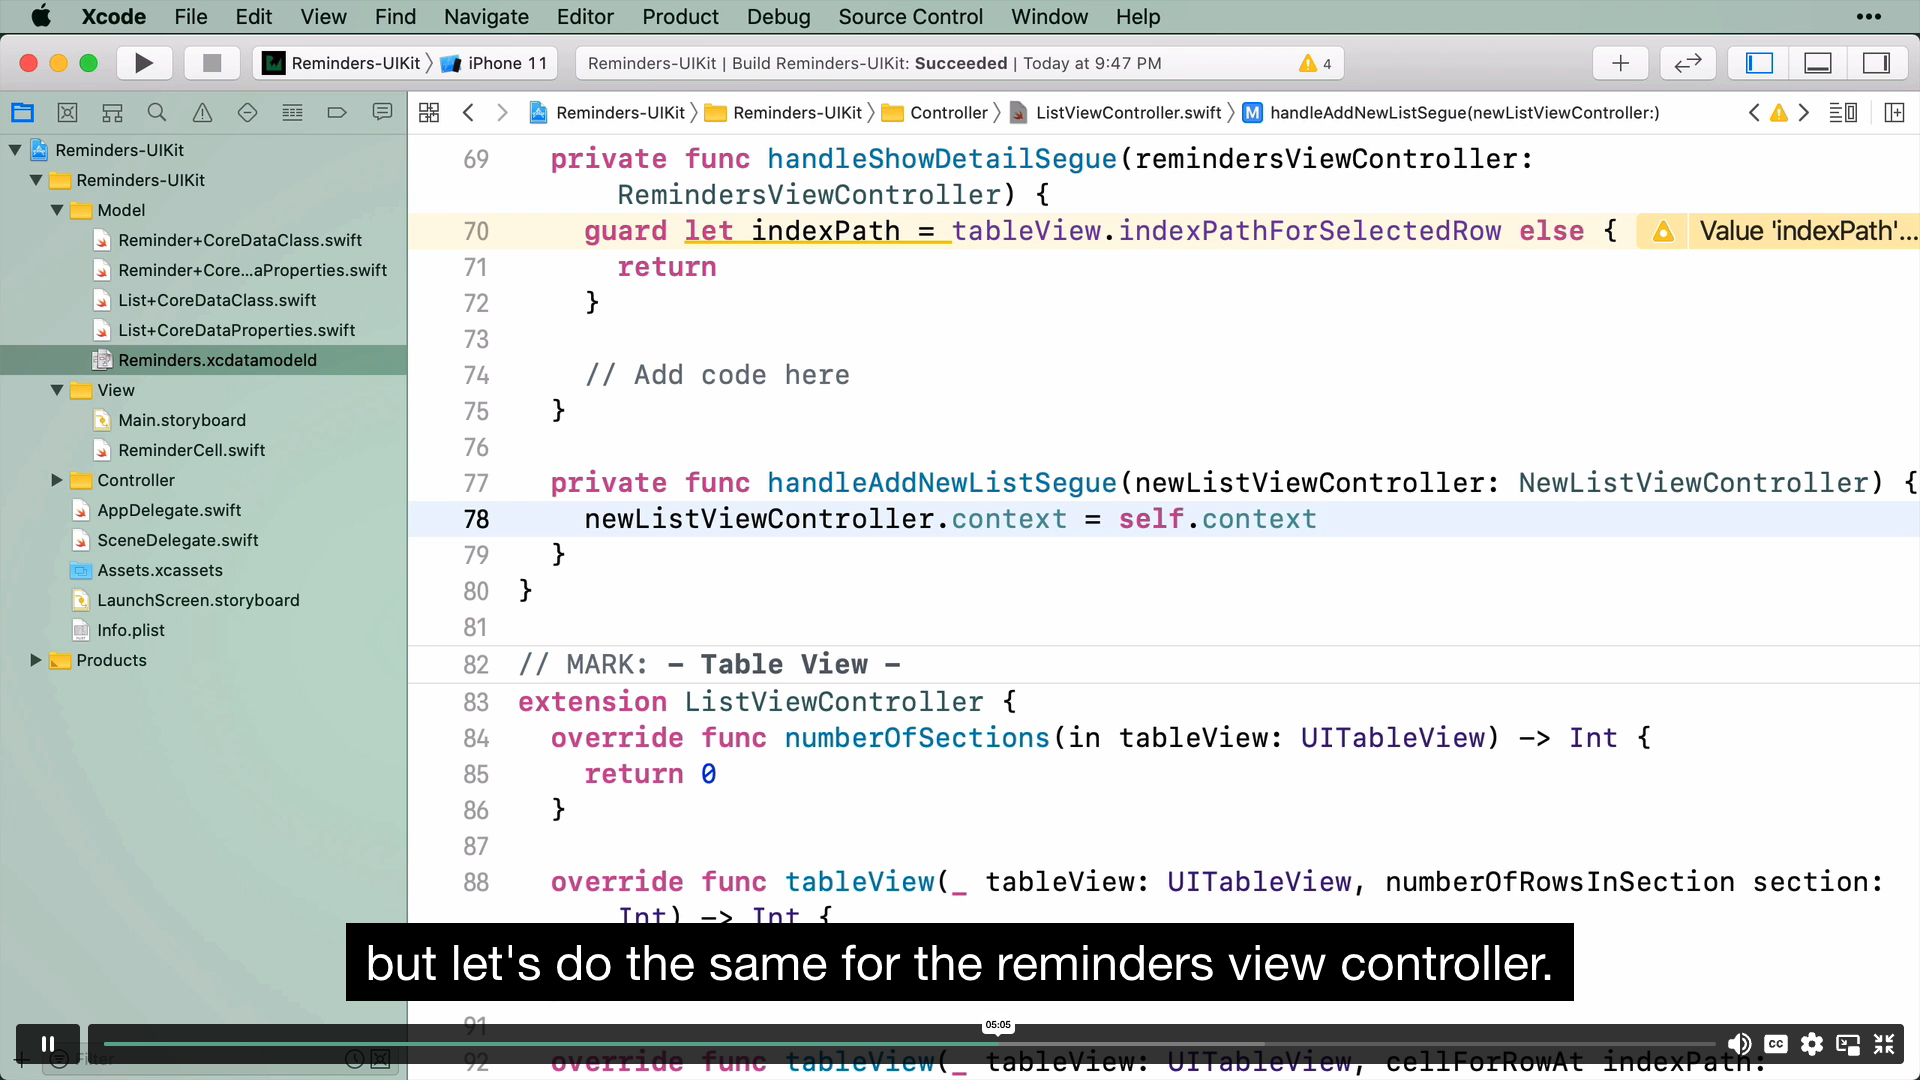 Xcode File Edit View Find Navigate Editor Product Debug Source Control Window Help
Reminders-UIKit iPhone 11
Reminders-UIKit | Build Reminders-UIKit: Succeeded | Today at 9:47 PM
4
Reminders-UIKit
Reminders-UIKit
Model
Reminder+CoreDataClass.swift
Reminder+Core...aProperties.swift
List+CoreDataClass.swift
List+CoreDataProperties.swift
Reminders.xcdatamodeld
View
Main.storyboard
ReminderCell.swift
Controller
AppDelegate.swift
SceneDelegate.swift
Assets.xcassets
LaunchScreen.storyboard
Info.plist
Products
Filter
Reminders-UIKit Reminders-UIKit Controller ListViewController.swift M handleAddNewListSegue(newListViewController:)
69 private func handleShowDetailSegue(remindersViewController:
RemindersViewController) {
70 guard let indexPath = tableView.indexPathForSelectedRow else { Value 'indexPath'...
71 return
72 }
73
74 // Add code here
75 }
76
77 private func handleAddNewListSegue(newListViewController: NewListViewController) {
78 newListViewController.context = self.context
79 }
80 }
81
82 // MARK: - Table View -
83 extension ListViewController {
84 override func numberOfSections(in tableView: UITableView) -> Int {
85 return 0
86 }
87
88 override func tableView(_ tableView: UITableView, numberOfRowsInSection section:
Int) -> Int {
but let's do the same for the reminders view controller.
91
05:05
CC
92 override func tableView(_ tableView: UITableView, cellForRowAt indexPath: